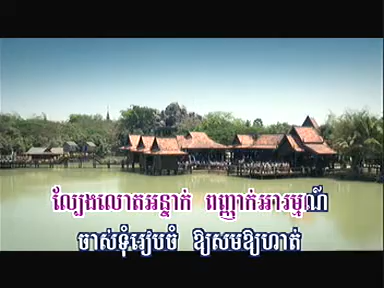 ល្បែងលោតអន្ទាក់ ពញ្ញាក់អារម្មណ៍
ចាស់ទុំរៀបចំ ឱ្យសមឱ្យហាត់